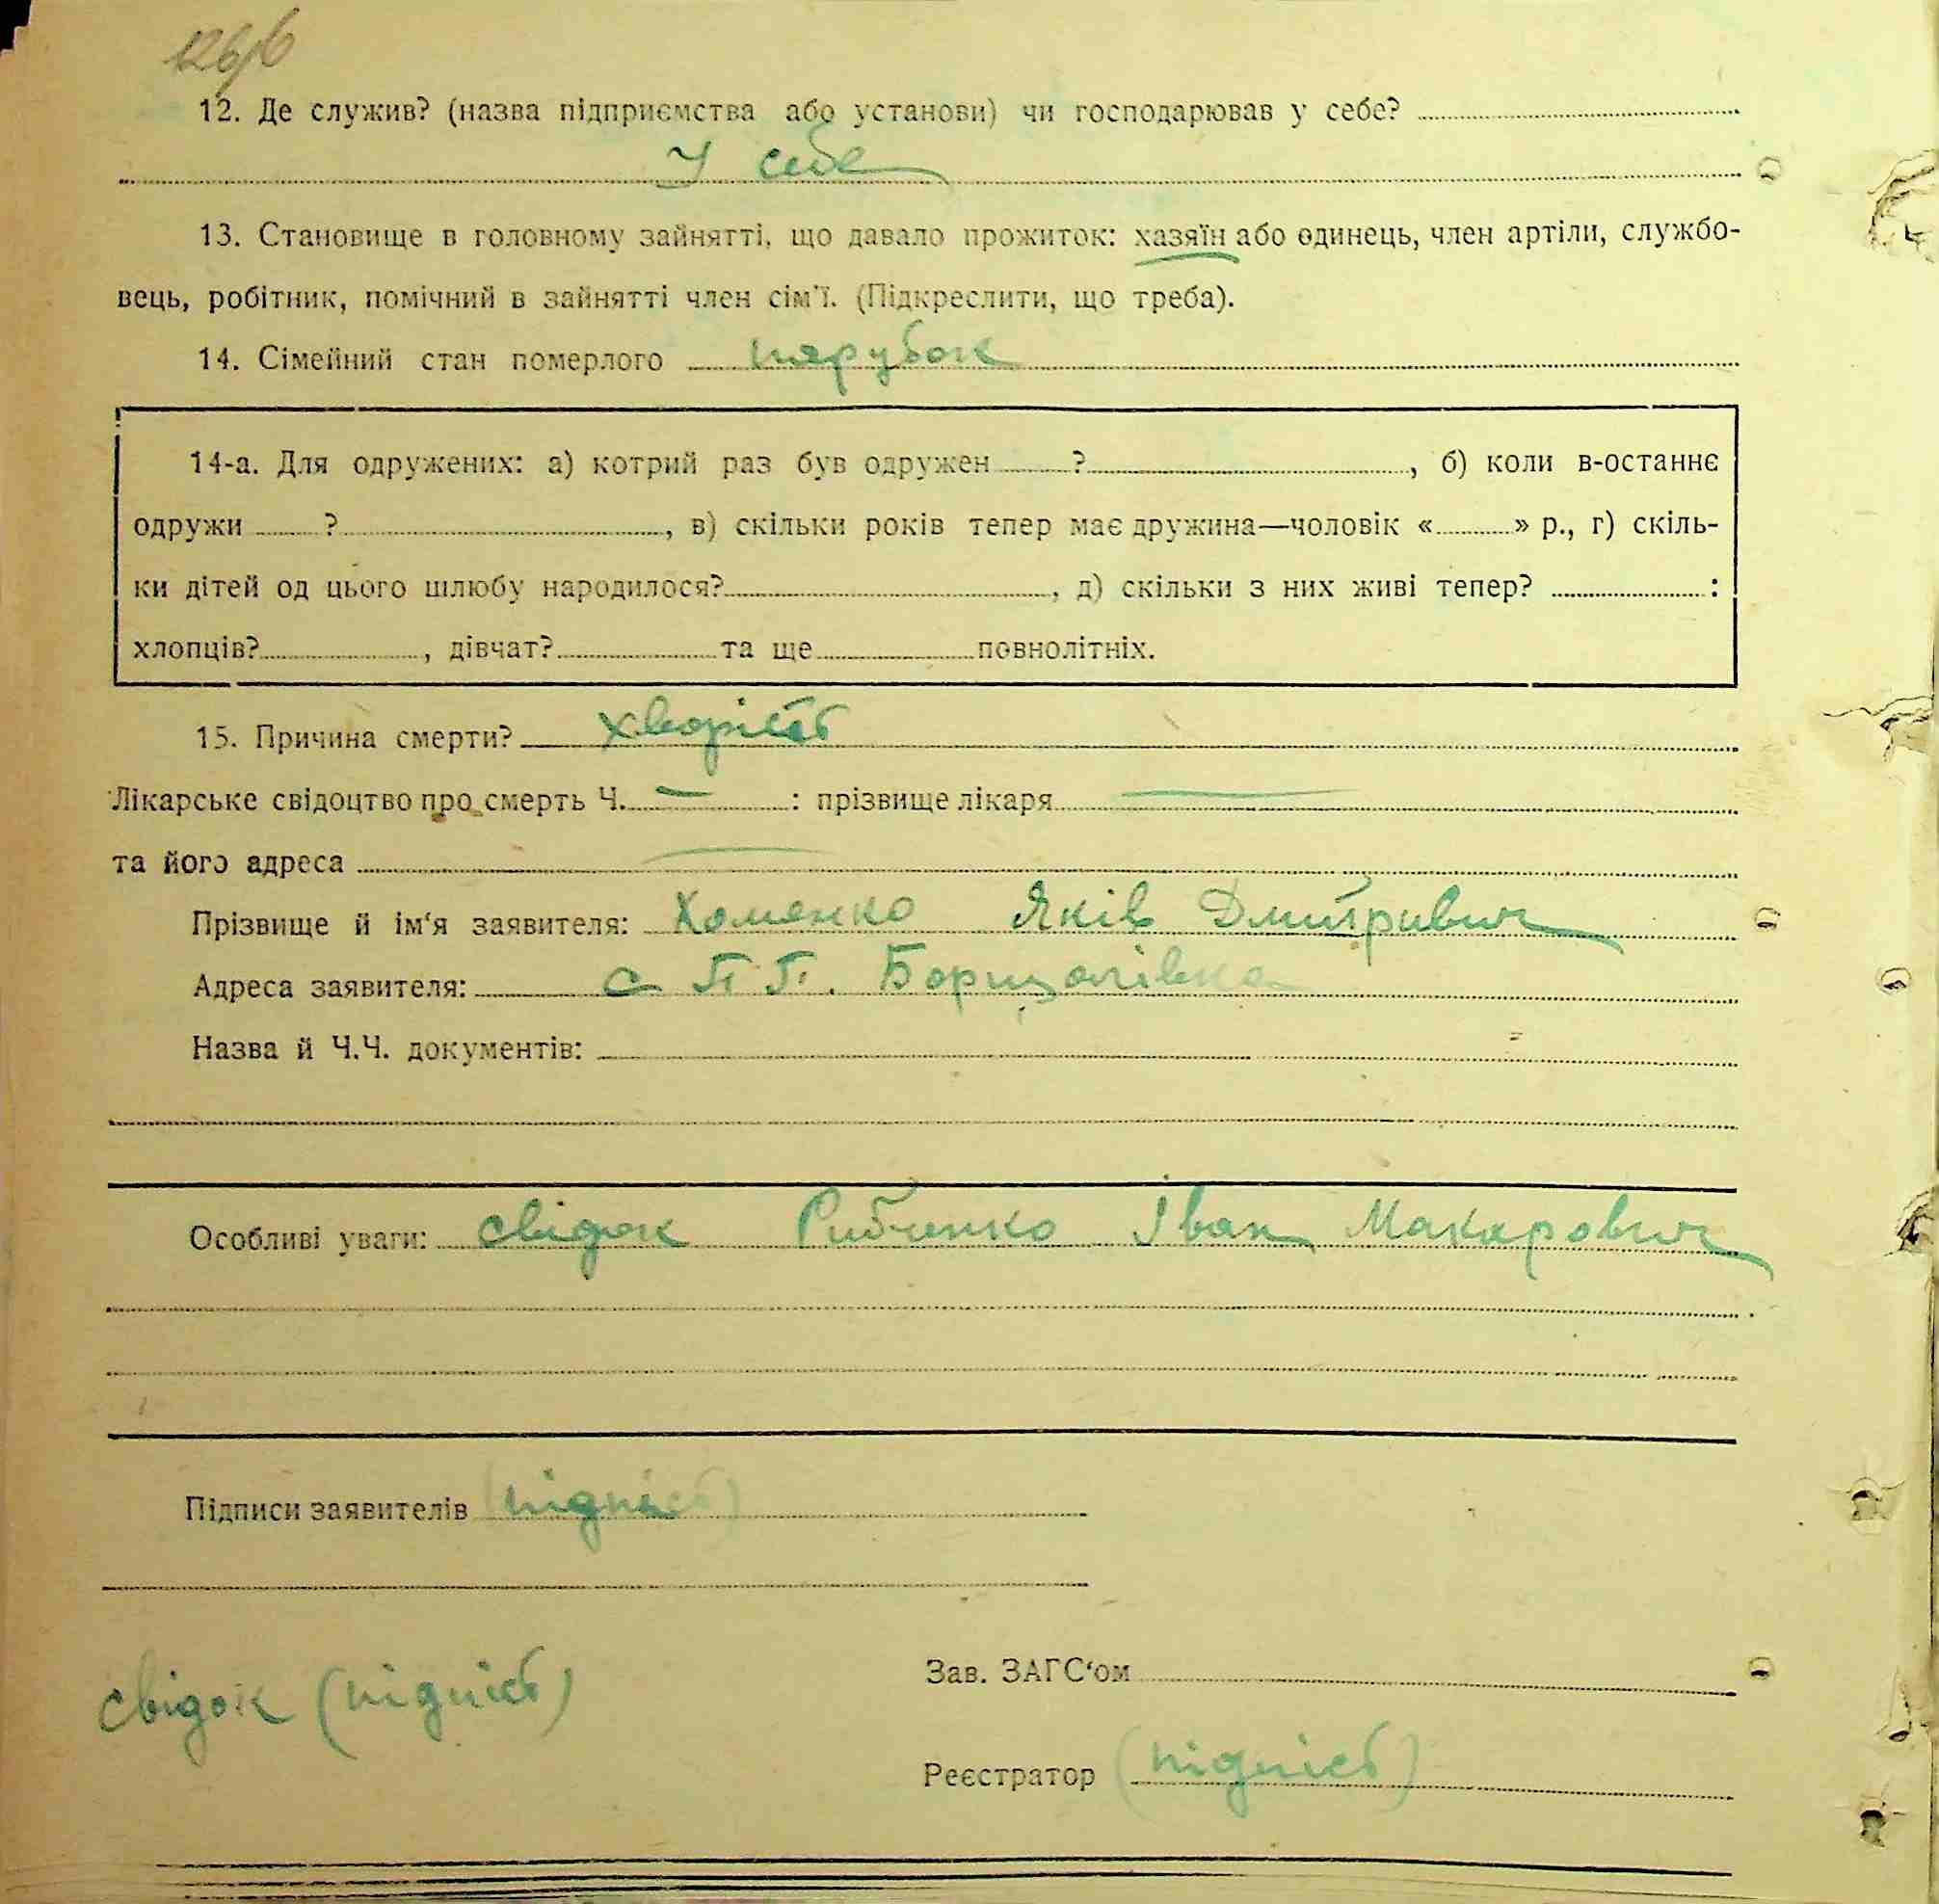 126/б
12. Де служив? (назва підприємства або установи) чи господарював у себе?
У себе
13. Становище в головному зайнятті, що давало прожиток: хазяїн або одинець, член артіли, службо-
вець, робітник, помічний в зайнятті член сім'ї. (Підкреслити, що треба).
14. Сімейний стан померлого парубок
14-а. Для одружених: а) котрий раз був одружен ?, б) коли в-останнє
одружи ?, в) скільки років тепер має дружина—чоловік « » р., г) скіль-
ки дітей од цього шлюбу народилося?, д) скільки з них живі тепер? :
хлопців?, дівчат? та ще повнолітніх.
15. Причина смерти? хворість
Лікарське свідоцтво про смерть Ч. — : прізвище лікаря —
та його адреса —
Прізвище й ім'я заявителя: Хоменко Яків Дмитрович
Адреса заявителя: с П П. Борщагівка
Назва й Ч.Ч. документів:
Особливі уваги: свідок Рибченко Іван Макарович
Підписи заявителів (підпісь)
Зав. ЗАГС'ом
свідок (підпісь)
Реєстратор (підпісь)